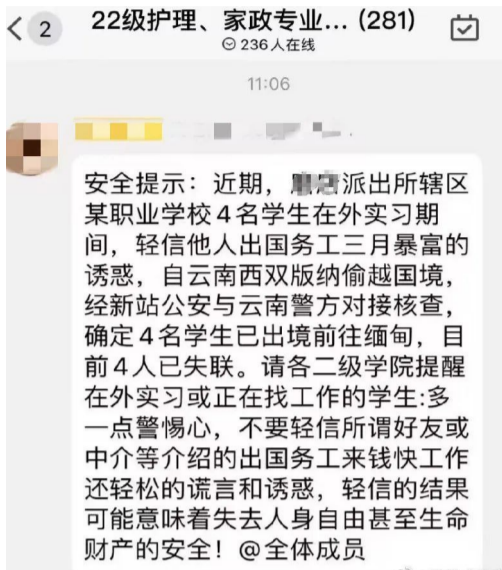 2
22级护理、家政专业... (281)
236人在线
11:06
安全提示：近期，派出所辖区
某职业学校4名学生在外实习期
间，轻信他人出国务工三月暴富的
诱惑，自云南西双版纳偷越国境，
经新站公安与云南警方对接核查，
确定4名学生已出境前往缅甸，目
前4人已失联。请各二级学院提醒
在外实习或正在找工作的学生:多
一点警惕心，不要轻信所谓好友或
中介等介绍的出国务工来钱快工作
还轻松的谎言和诱惑，轻信的结果
可能意味着失去人身自由甚至生命
财产的安全！@全体成员